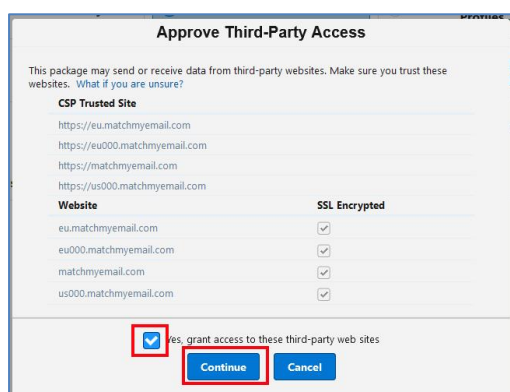 Profiles
Approve Third-Party Access
This package may send or receive data from third-party websites. Make sure you trust these
websites. What if you are unsure?
CSP Trusted Site
https://eu.matchmyemail.com
https://eu000.matchmyemail.com
https://matchmyemail.com
https://us000.matchmyemail.com
Website SSL Encrypted
eu.matchmyemail.com
eu000.matchmyemail.com
matchmyemail.com
us000.matchmyemail.com
Yes, grant access to these third-party web sites
Continue Cancel